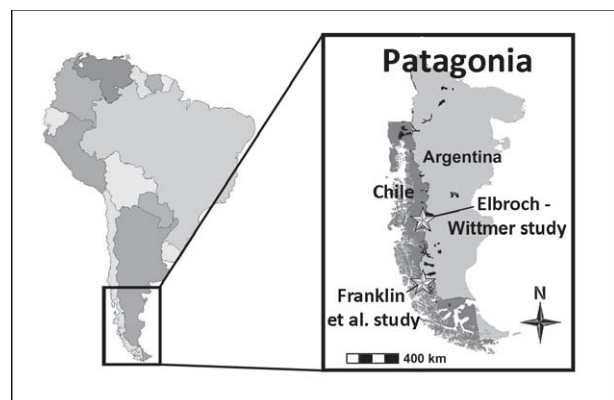 Patagonia
Argentina
Chile
Elbroch -
Wittmer study
Franklin
et al. study
N
400 km